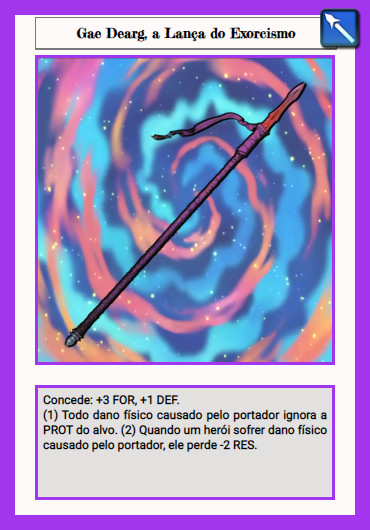 Gae Dearg, a Lança do Exorcismo
Concede: +3 FOR, +1 DEF.
(1) Todo dano físico causado pelo portador ignora a
PROT do alvo. (2) Quando um herói sofrer dano físico
causado pelo portador, ele perde -2 RES.